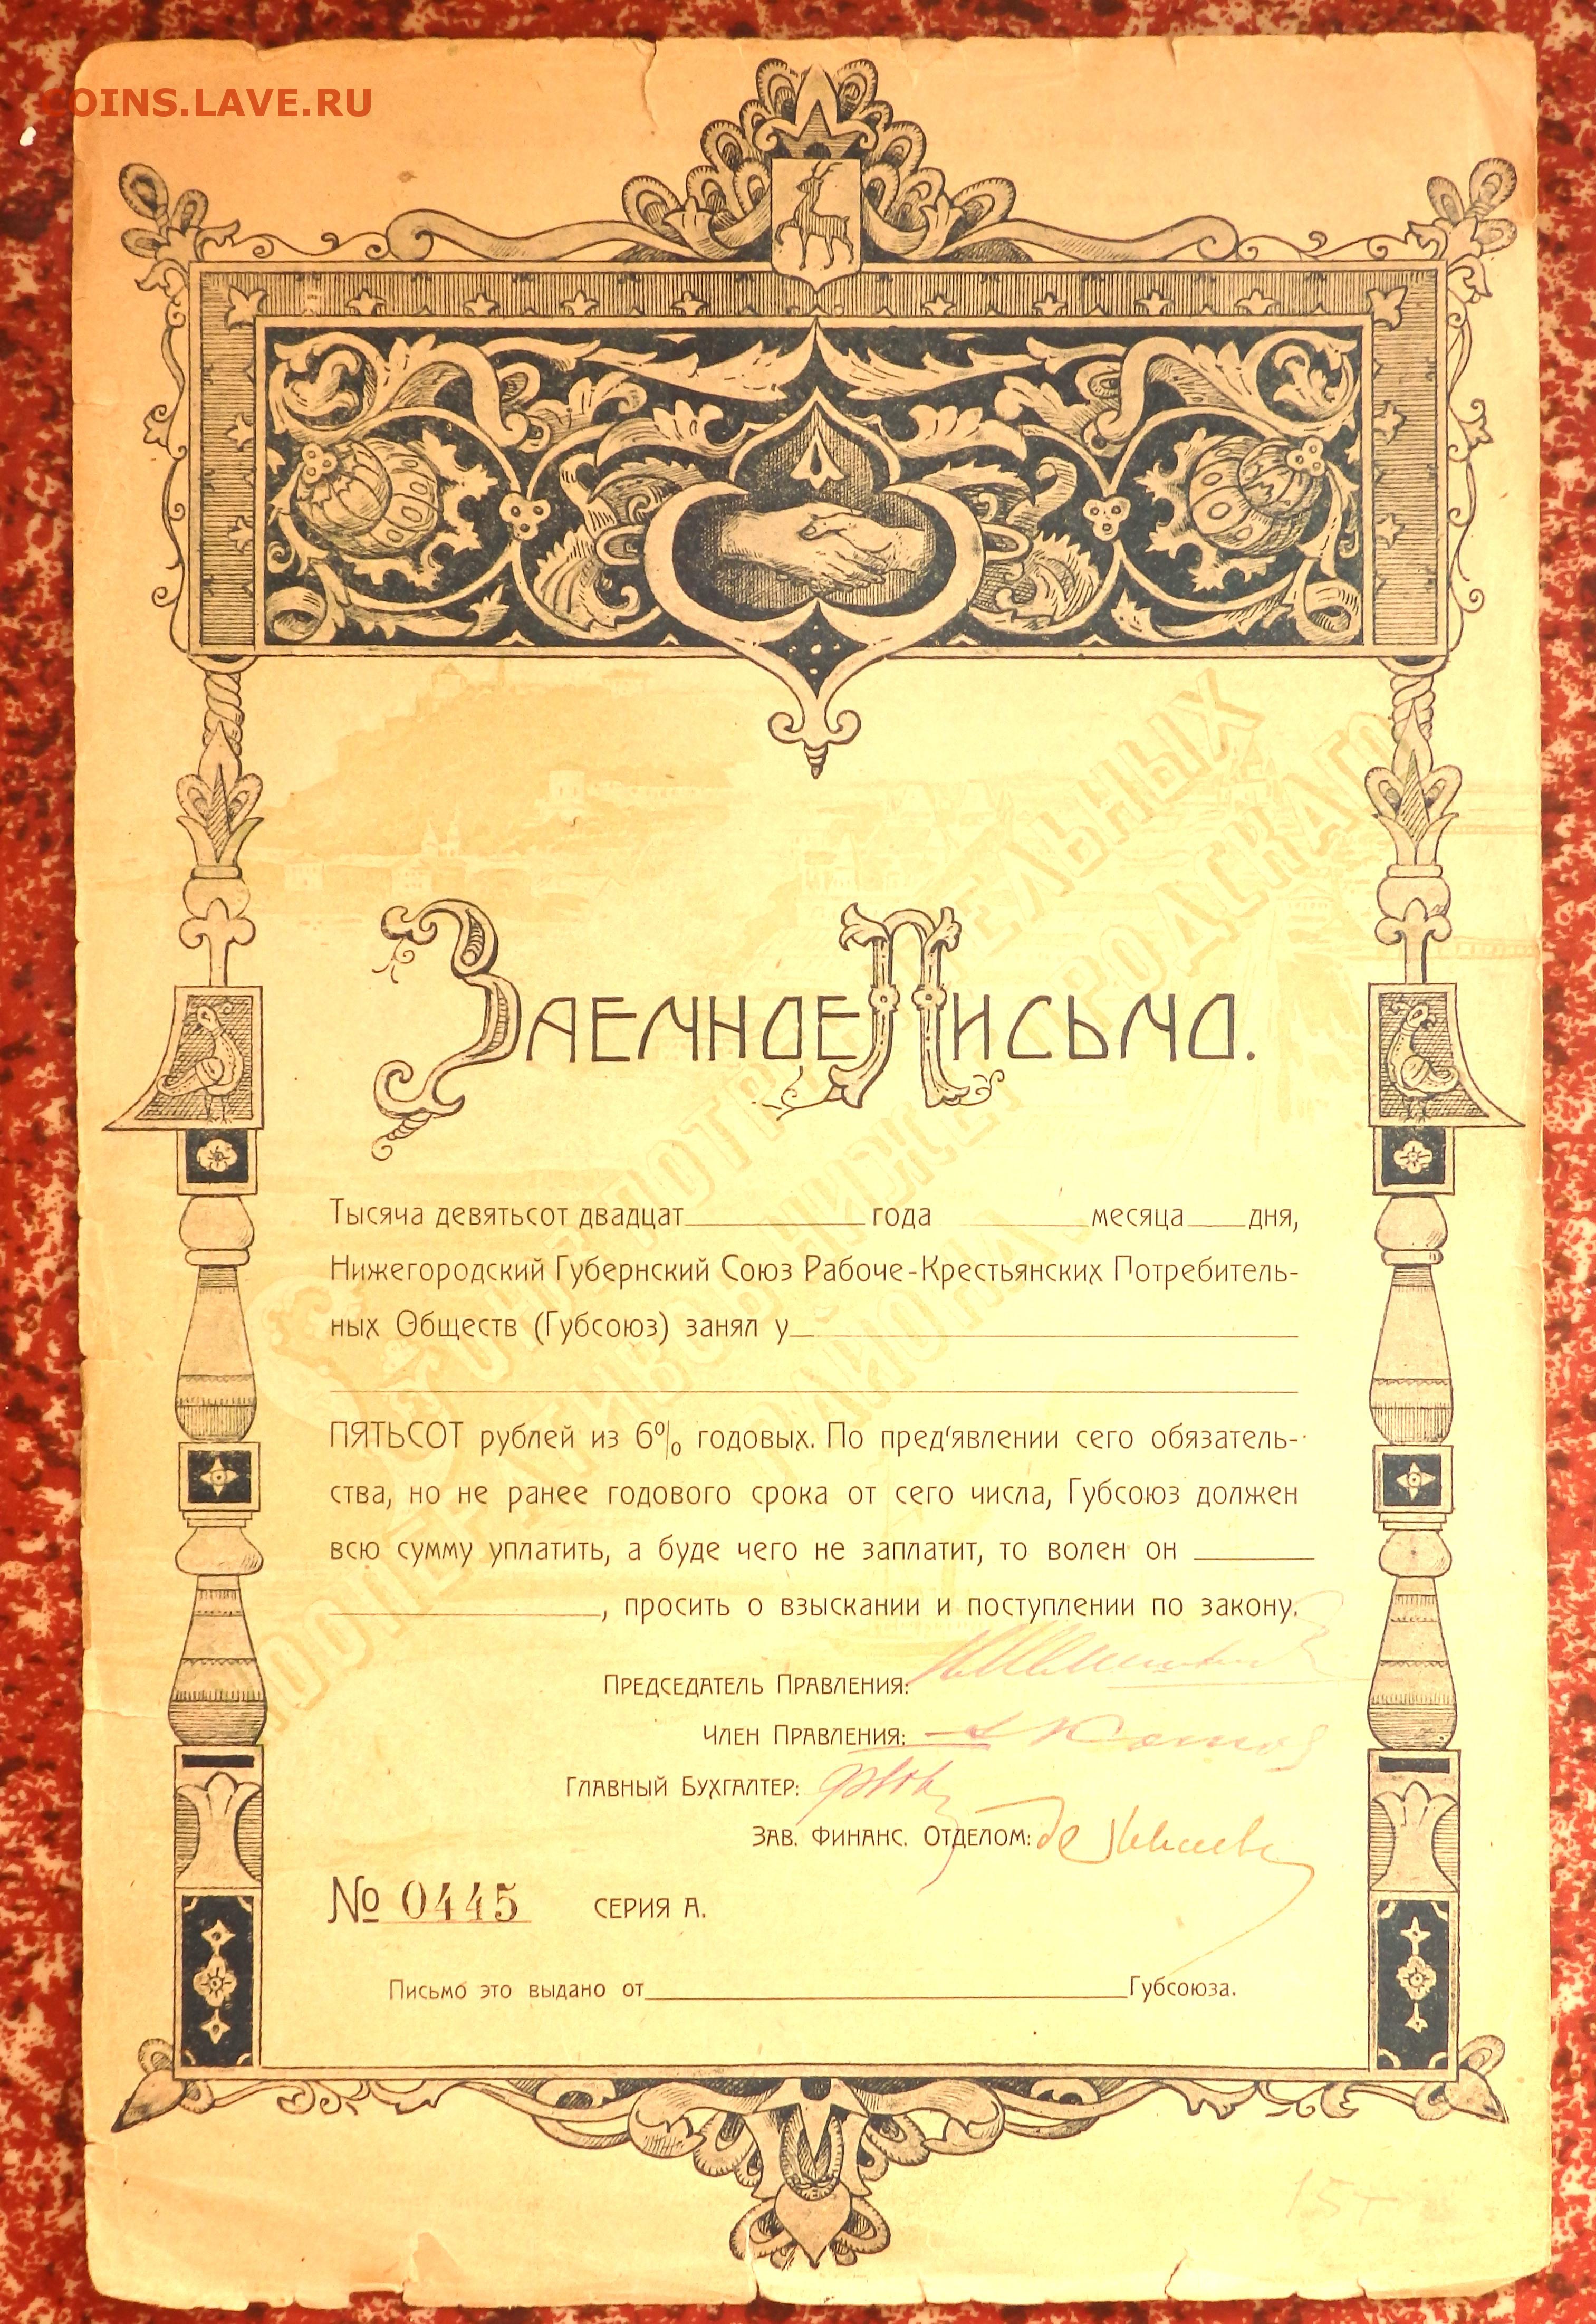 COINS.LAVE.RU
Заемное Письмо.
Тысяча девятьсот двадцат года месяца дня,
Нижегородский Губернский Союз Рабоче-Крестьянских Потребитель-
ных Обществ (Губсоюз) занял у
ПЯТЬСОТ рублей из 6% годовых. По пред'явлении сего обязатель-
ства, но не ранее годового срока от сего числа, Губсоюз должен
всю сумму уплатить, а буде чего не заплатит, то волен он
, просить о взыскании и поступлении по закону.
Председатель Правления:
Член Правления:
Главный Бухгалтер:
Зав. финанс. Отделом:
№ 0445 серия А.
Письмо это выдано от Губсоюза.
15т